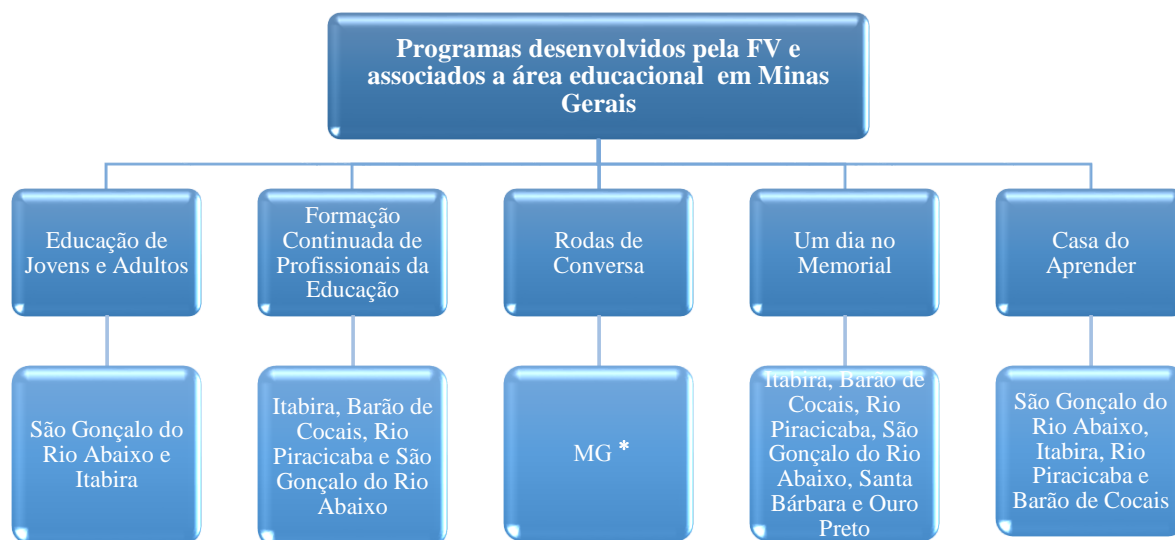 Programas desenvolvidos pela FV e
associados a área educacional em Minas
Gerais
Educação de
Jovens e Adultos
Formação
Continuada de
Profissionais da
Educação
Rodas de
Conversa
Um dia no
Memorial
Casa do
Aprender
São Gonçalo do
Rio Abaixo e
Itabira
Itabira, Barão de
Cocais, Rio
Piracicaba e São
Gonçalo do Rio
Abaixo
MG *
Itabira, Barão de
Cocais, Rio
Piracicaba, São
Gonçalo do Rio
Abaixo, Santa
Bárbara e Ouro
Preto
São Gonçalo do
Rio Abaixo,
Itabira, Rio
Piracicaba e
Barão de Cocais